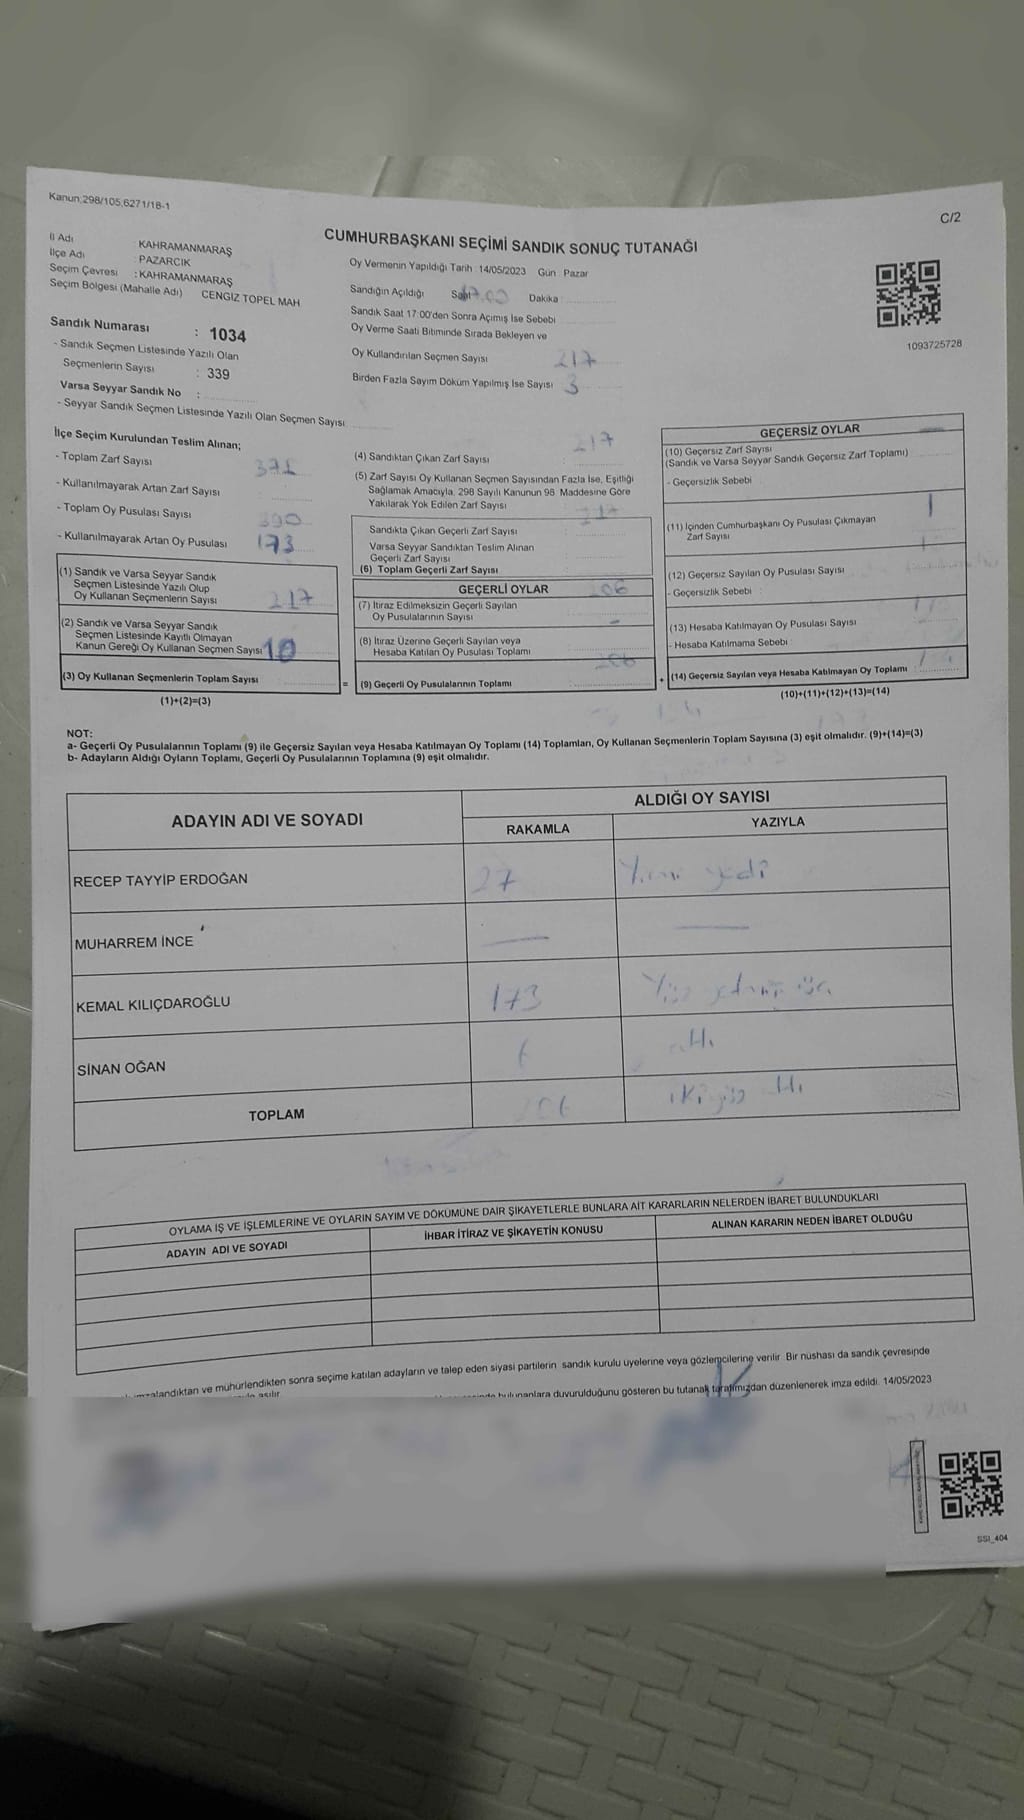 Kanun;298/105;6271/18-1
C/2
CUMHURBAŞKANI SEÇİMİ SANDIK SONUÇ TUTANAĞI
İl Adı : KAHRAMANMARAŞ
İlçe Adı : PAZARCIK
Seçim Çevresi : KAHRAMANMARAŞ
Seçim Bölgesi (Mahalle Adı) CENGİZ TOPEL MAH
Sandık Numarası : 1034
- Sandık Seçmen Listesinde Yazılı Olan
Seçmenlerin Sayısı : 339
Varsa Seyyar Sandık No :
- Seyyar Sandık Seçmen Listesinde Yazılı Olan Seçmen Sayısı
Oy Vermenin Yapıldığı Tarih : 14/05/2023 Gün : Pazar
Sandığın Açıldığı Saat 17.00 Dakika :
Sandık Saat 17:00'den Sonra Açımış İse Sebebi
Oy Verme Saati Bitiminde Sırada Bekleyen ve
Oy Kullandırılan Seçmen Sayısı 217
Birden Fazla Sayım Döküm Yapılmış İse Sayısı 3
1093725728
İlçe Seçim Kurulundan Teslim Alınan;
- Toplam Zarf Sayısı
- Kullanılmayarak Artan Zarf Sayısı
- Toplam Oy Pusulası Sayısı 390
- Kullanılmayarak Artan Oy Pusulası 173
(1) Sandık ve Varsa Seyyar Sandık
Seçmen Listesinde Yazılı Olup
Oy Kullanan Seçmenlerin Sayısı 217
(2) Sandık ve Varsa Seyyar Sandık
Seçmen Listesinde Kayıtlı Olmayan
Kanun Gereği Oy Kullanan Seçmen Sayısı
(3) Oy Kullanan Seçmenlerin Toplam Sayısı
(1)+(2)=(3)
=
(4) Sandıktan Çıkan Zarf Sayısı 217
(5) Zarf Sayısı Oy Kullanan Seçmen Sayısından Fazla İse, Eşitliği
Sağlamak Amacıyla, 298 Sayılı Kanunun 98. Maddesine Göre
Yakılarak Yok Edilen Zarf Sayısı
Sandıkta Çıkan Geçerli Zarf Sayısı 217
Varsa Seyyar Sandıktan Teslim Alınan
Geçerli Zarf Sayısı
(6) Toplam Geçerli Zarf Sayısı
GEÇERLİ OYLAR
(7) İtiraz Edilmeksizin Geçerli Sayılan 206
Oy Pusulalarının Sayısı
(8) İtiraz Üzerine Geçerli Sayılan veya -
Hesaba Katılan Oy Pusulası Toplamı
(9) Geçerli Oy Pusulalarının Toplamı 206
+
GEÇERSİZ OYLAR
(10) Geçersiz Zarf Sayısı
(Sandık ve Varsa Seyyar Sandık Geçersiz Zarf Toplamı)
- Geçersizlik Sebebi
(11) İçinden Cumhurbaşkanı Oy Pusulası Çıkmayan
Zarf Sayısı
(12) Geçersiz Sayılan Oy Pusulası Sayısı
- Geçersizlik Sebebi :
(13) Hesaba Katılmayan Oy Pusulası Sayısı
- Hesaba Katılmama Sebebi
(14) Geçersiz Sayılan veya Hesaba Katılmayan Oy Toplamı
(10)+(11)+(12)+(13)=(14)
NOT:
a- Geçerli Oy Pusulalarının Toplamı (9) ile Geçersiz Sayılan veya Hesaba Katılmayan Oy Toplamı (14) Toplamları, Oy Kullanan Seçmenlerin Toplam Sayısına (3) eşit olmalıdır. (9)+(14)=(3)
b- Adayların Aldığı Oyların Toplamı, Geçerli Oy Pusulalarının Toplamına (9) eşit olmalıdır.
ADAYIN ADI VE SOYADI
ALDIĞI OY SAYISI
RAKAMLA YAZIYLA
RECEP TAYYİP ERDOĞAN 27 Yirmi yedi
MUHARREM İNCE
KEMAL KILIÇDAROĞLU 173 Yüz yetmiş üç
SİNAN OĞAN 6 altı
TOPLAM 206 iki yüz altı
OYLAMA İŞ VE İŞLEMLERİNE VE OYLARIN SAYIM VE DÖKÜMÜNE DAİR ŞİKAYETLERLE BUNLARA AİT KARARLARIN NELERDEN İBARET BULUNDUKLARI
ADAYIN ADI VE SOYADI İHBAR İTİRAZ VE ŞİKAYETİN KONUSU ALINAN KARARIN NEDEN İBARET OLDUĞU
imzalandıktan ve mühürlendikten sonra seçime katılan adayların ve talep eden siyasi partilerin sandık kurulu üyelerine veya gözlemcilerine verilir. Bir nüshası da sandık çevresinde
bulunanlara duyurulduğunu gösteren bu tutanak tarafımızdan düzenlenerek imza edildi. 14/05/2023
SSI_404